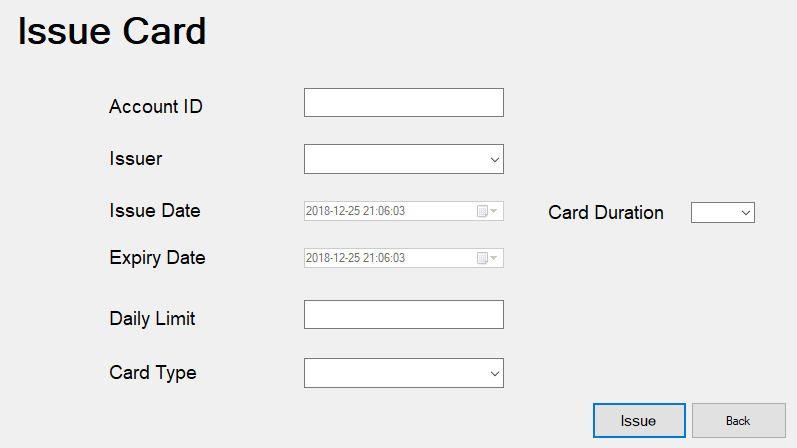 Issue Card
Account ID
Issuer
Issue Date 2018-12-25 21:06:03 Card Duration
Expiry Date 2018-12-25 21:06:03
Daily Limit
Card Type
Issue Back